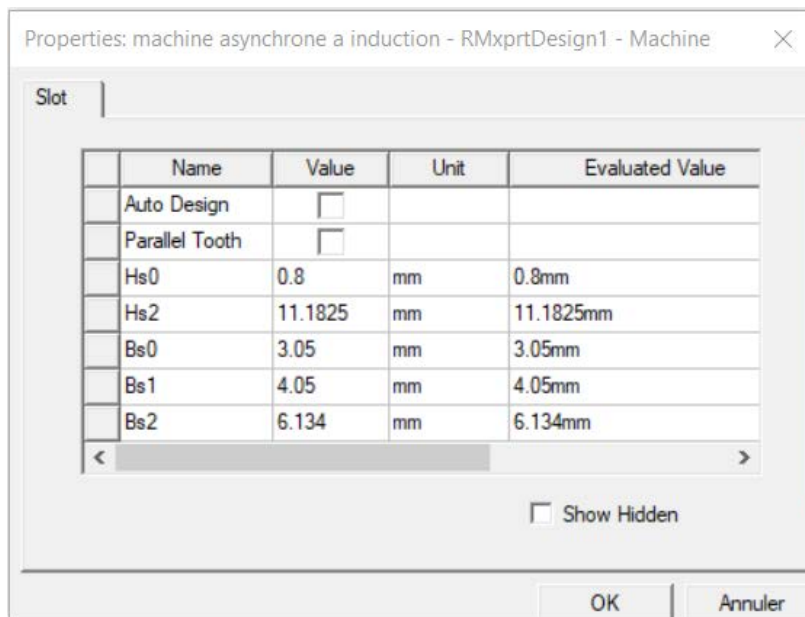 Properties: machine asynchrone a induction - RMxprtDesign1 - Machine
Slot
Name Value Unit Evaluated Value
Auto Design
Parallel Tooth
Hs0 0.8 mm 0.8mm
Hs2 11.1825 mm 11.1825mm
Bs0 3.05 mm 3.05mm
Bs1 4.05 mm 4.05mm
Bs2 6.134 mm 6.134mm
Show Hidden
OK Annuler